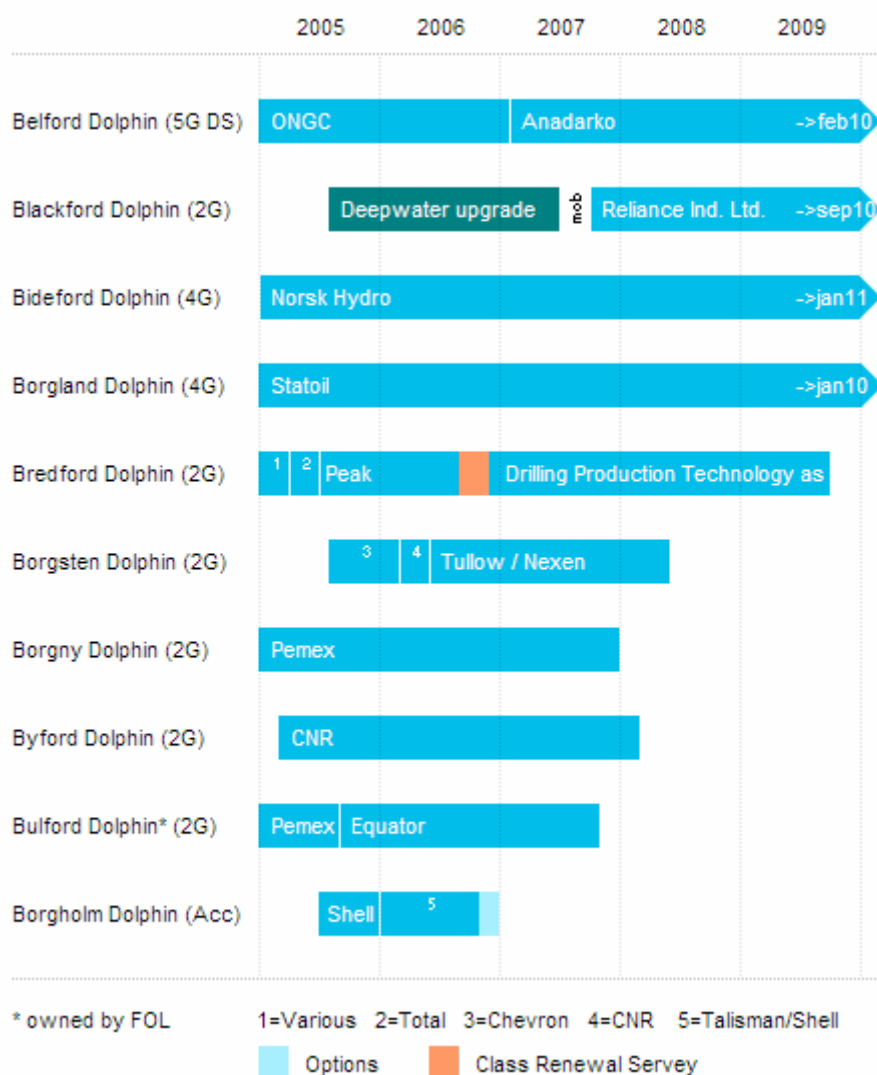 2005 2006 2007 2008 2009
Belford Dolphin (5G DS) ONGC Anadarko ->feb10
Blackford Dolphin (2G) Deepwater upgrade mob Reliance Ind. Ltd. ->sep10
Bideford Dolphin (4G) Norsk Hydro ->jan11
Borgland Dolphin (4G) Statoil ->jan10
Bredford Dolphin (2G) 1 2 Peak Drilling Production Technology as
Borgsten Dolphin (2G) 3 4 Tullow / Nexen
Borgny Dolphin (2G) Pemex
Byford Dolphin (2G) CNR
Bulford Dolphin* (2G) Pemex Equator
Borgholm Dolphin (Acc) Shell 5
* owned by FOL 1=Various 2=Total 3=Chevron 4=CNR 5=Talisman/Shell
Options Class Renewal Servey